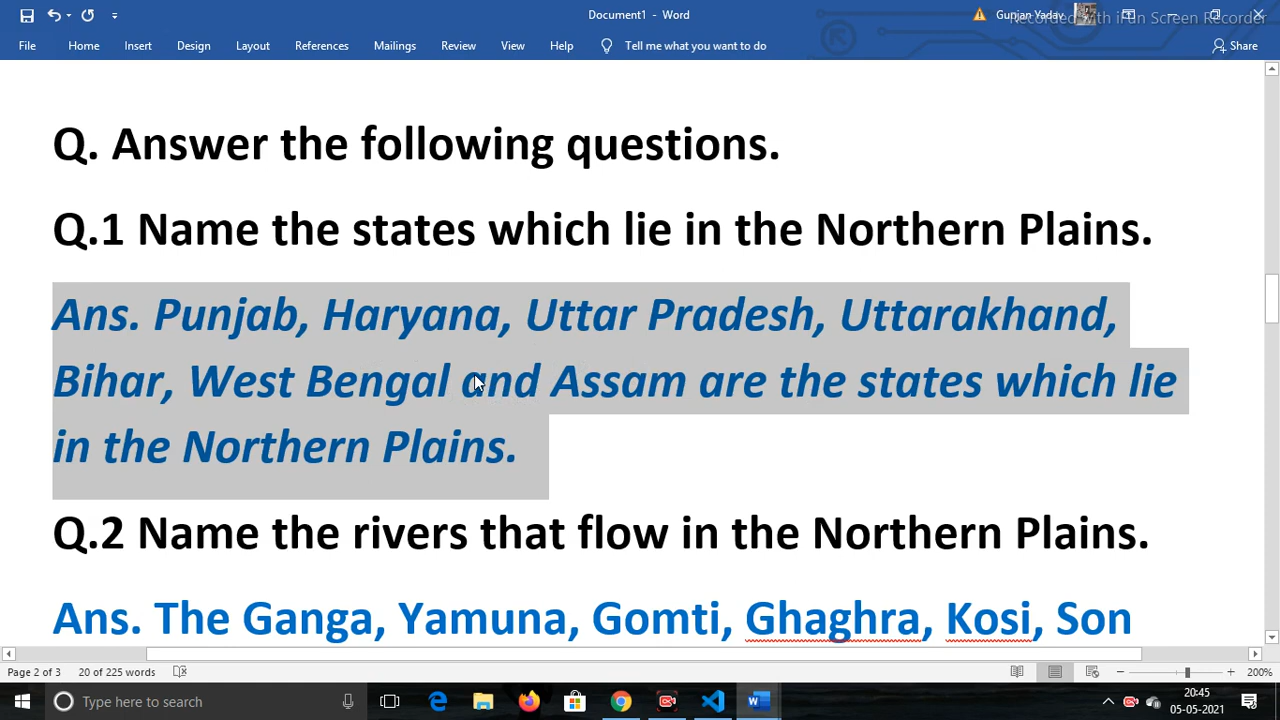 Document1 - Word
Gunjan Yadav
Recorded with iFun Screen Recorder
File Home Insert Design Layout References Mailings Review View Help Tell me what you want to do Share
Q. Answer the following questions.
Q.1 Name the states which lie in the Northern Plains.
Ans. Punjab, Haryana, Uttar Pradesh, Uttarakhand,
Bihar, West Bengal and Assam are the states which lie
in the Northern Plains.
Q.2 Name the rivers that flow in the Northern Plains.
Ans. The Ganga, Yamuna, Gomti, Ghaghra, Kosi, Son
Page 2 of 3 20 of 225 words 200%
Type here to search
20:45
05-05-2021